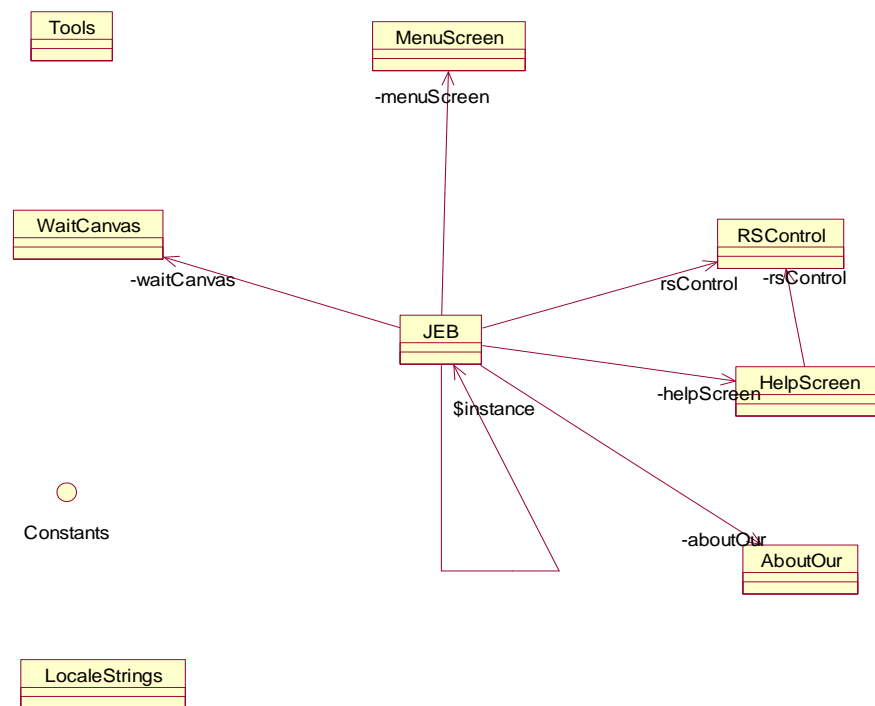 Tools
MenuScreen
-menuScreen
WaitCanvas
RSControl
-waitCanvas
rsControl
-rsControl
JEB
HelpScreen
-helpScreen
$instance
Constants
-aboutOur
AboutOur
LocaleStrings